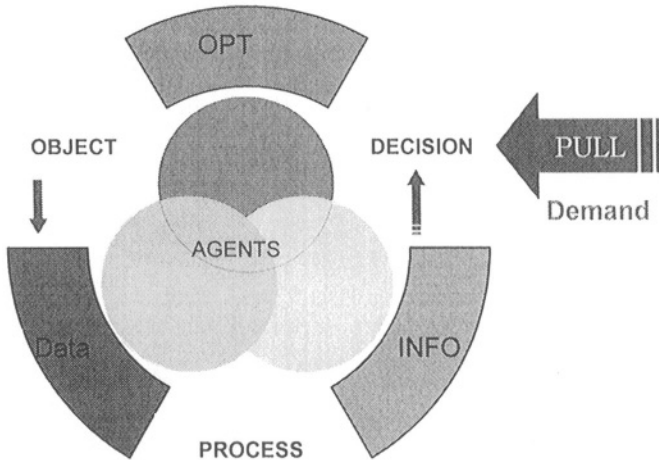 OPT
OBJECT
DECISION
PULL
Demand
AGENTS
Data
INFO
PROCESS